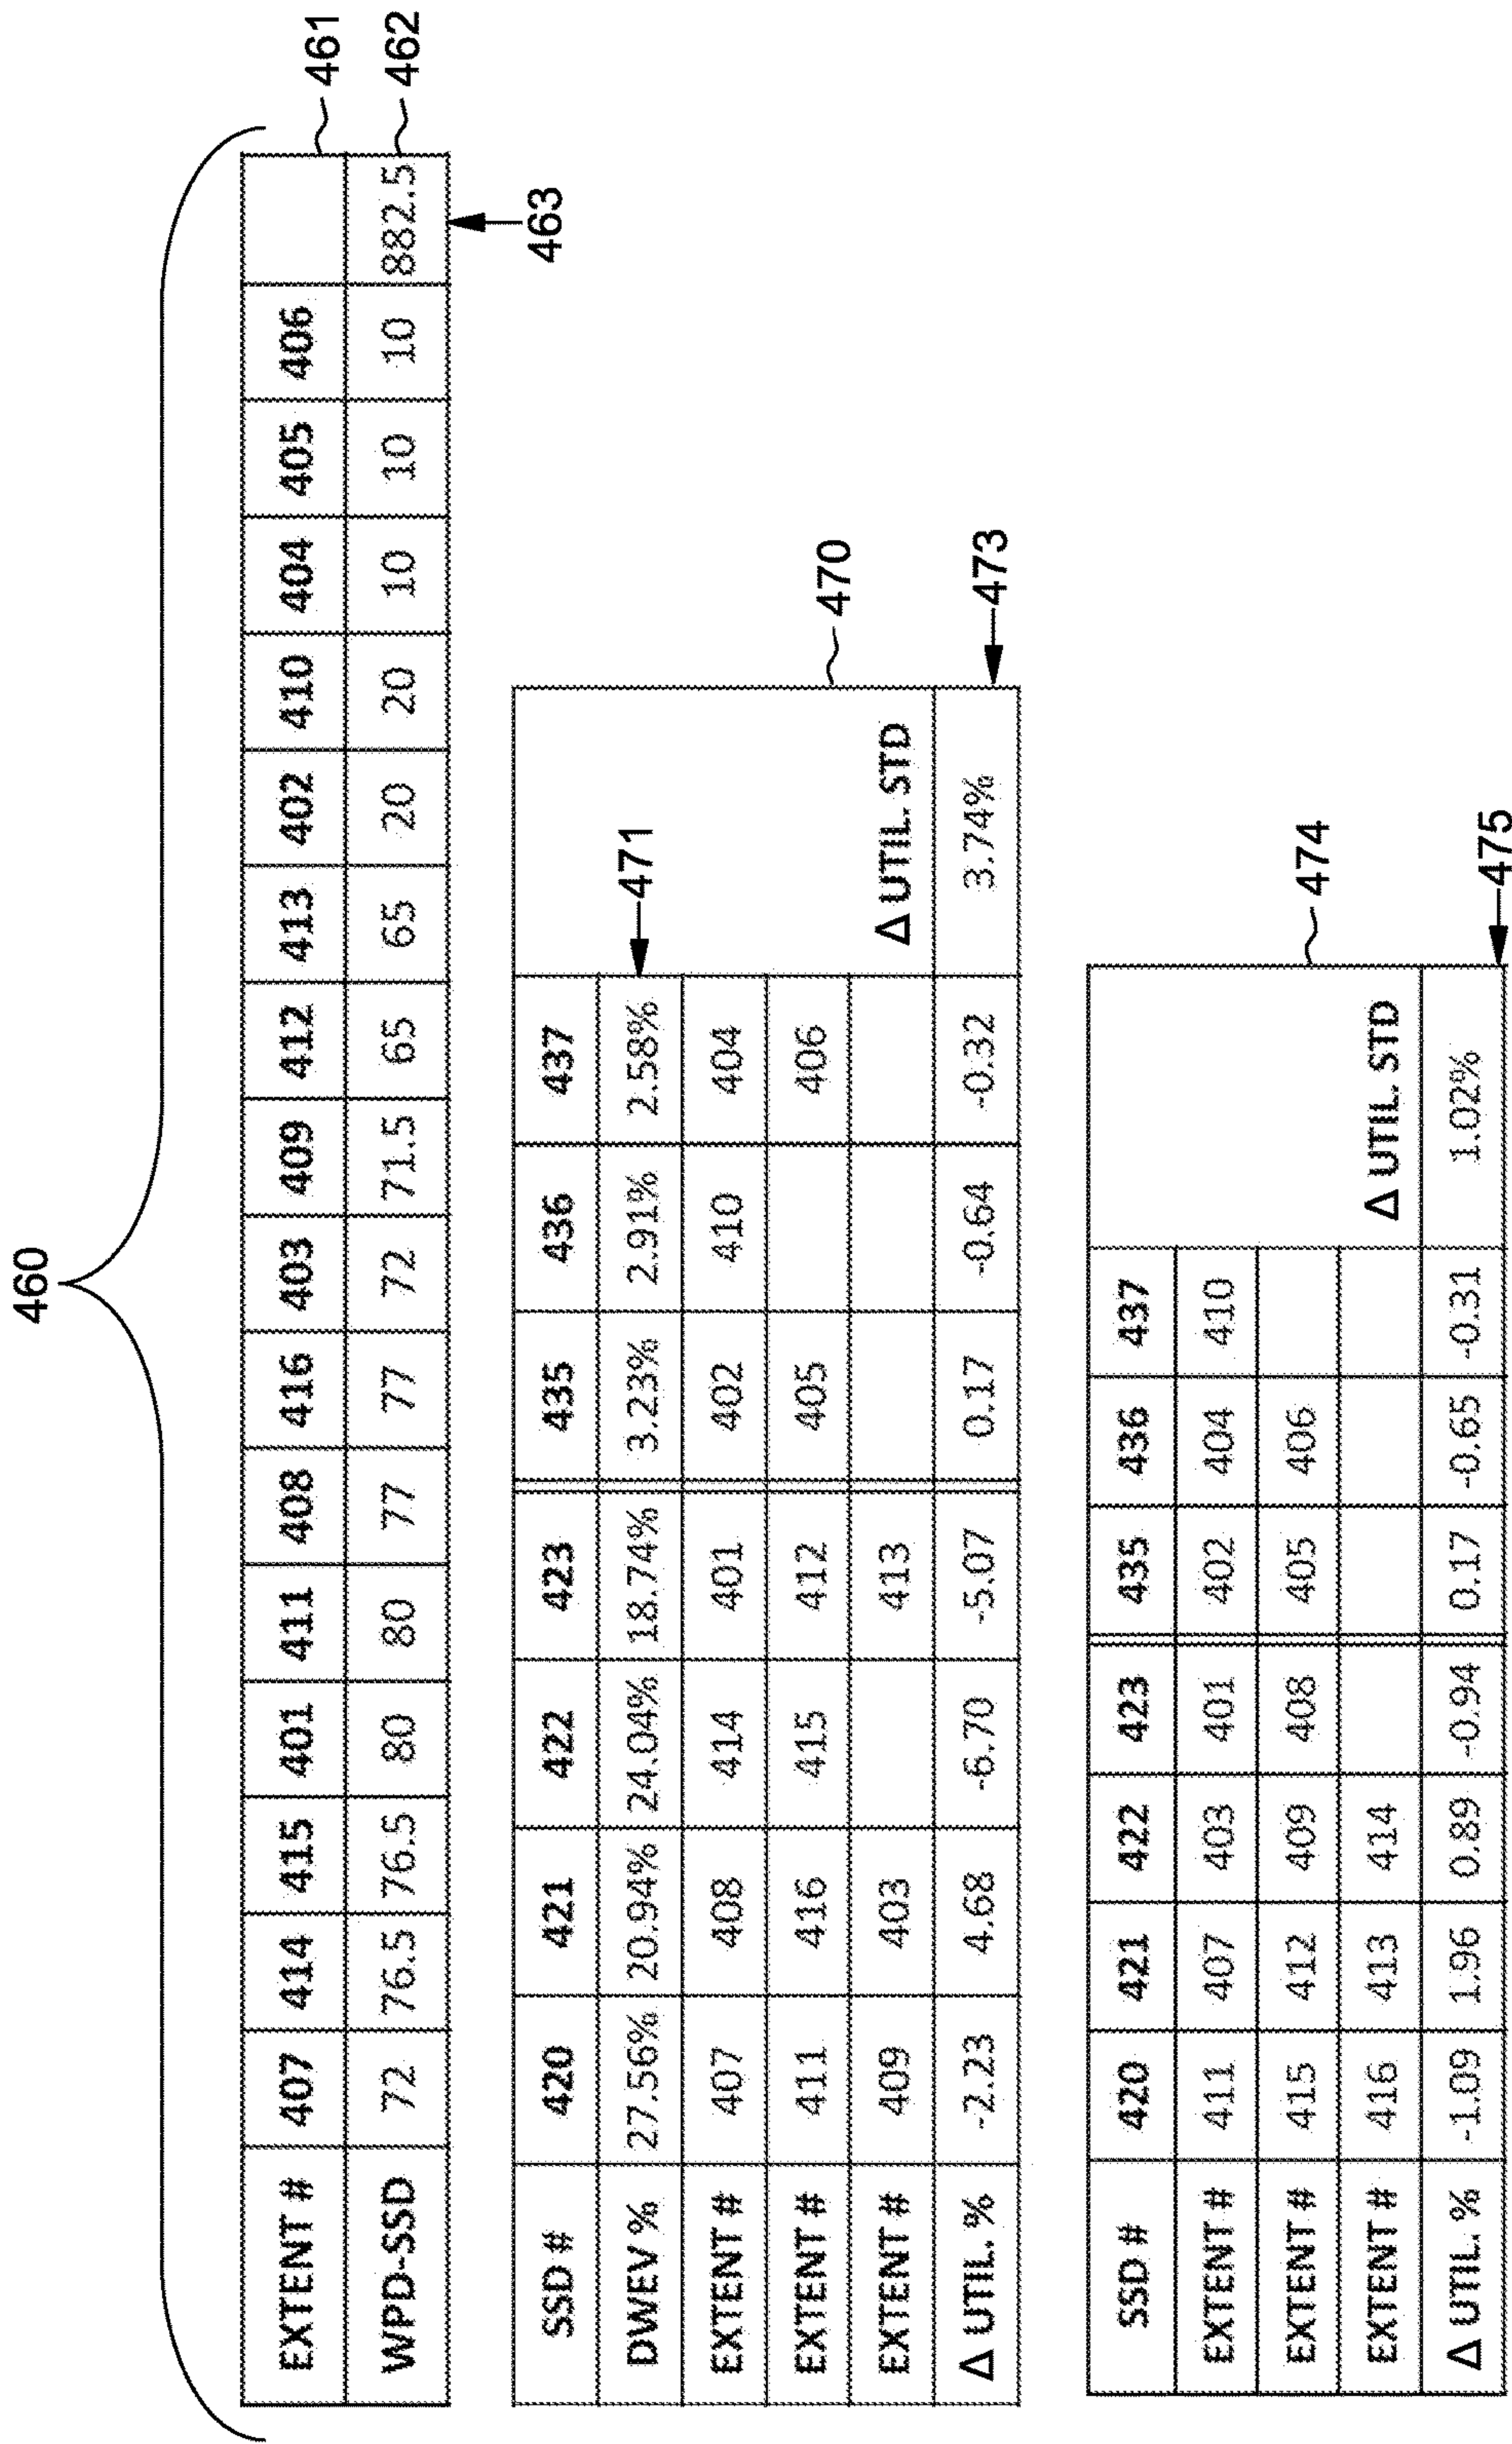 460
EXTENT # 407 414 415 401 411 408 416 403 409 412 413 402 410 404 405 406
461
WPD-SSD 72 76.5 76.5 80 80 77 77 72 71.5 65 65 20 20 10 10 10 882.5
462
463
SSD # 420 421 422 423 435 436 437
DWEV % 27.56% 20.94% 24.04% 18.74% 3.23% 2.91% 2.58%
471
EXTENT # 407 408 414 401 402 410 404
EXTENT # 411 416 415 412 405 406
470
EXTENT # 409 403 413 Δ UTIL. STD
Δ UTIL. % -2.23 4.68 -6.70 -5.07 0.17 -0.64 -0.32 3.74%
473
SSD # 420 421 422 423 435 436 437
EXTENT # 411 407 403 401 402 404 410
EXTENT # 415 412 409 408 405 406
474
EXTENT # 416 413 414 Δ UTIL. STD
Δ UTIL. % -1.09 1.96 0.89 -0.94 0.17 -0.65 -0.31 1.02%
475